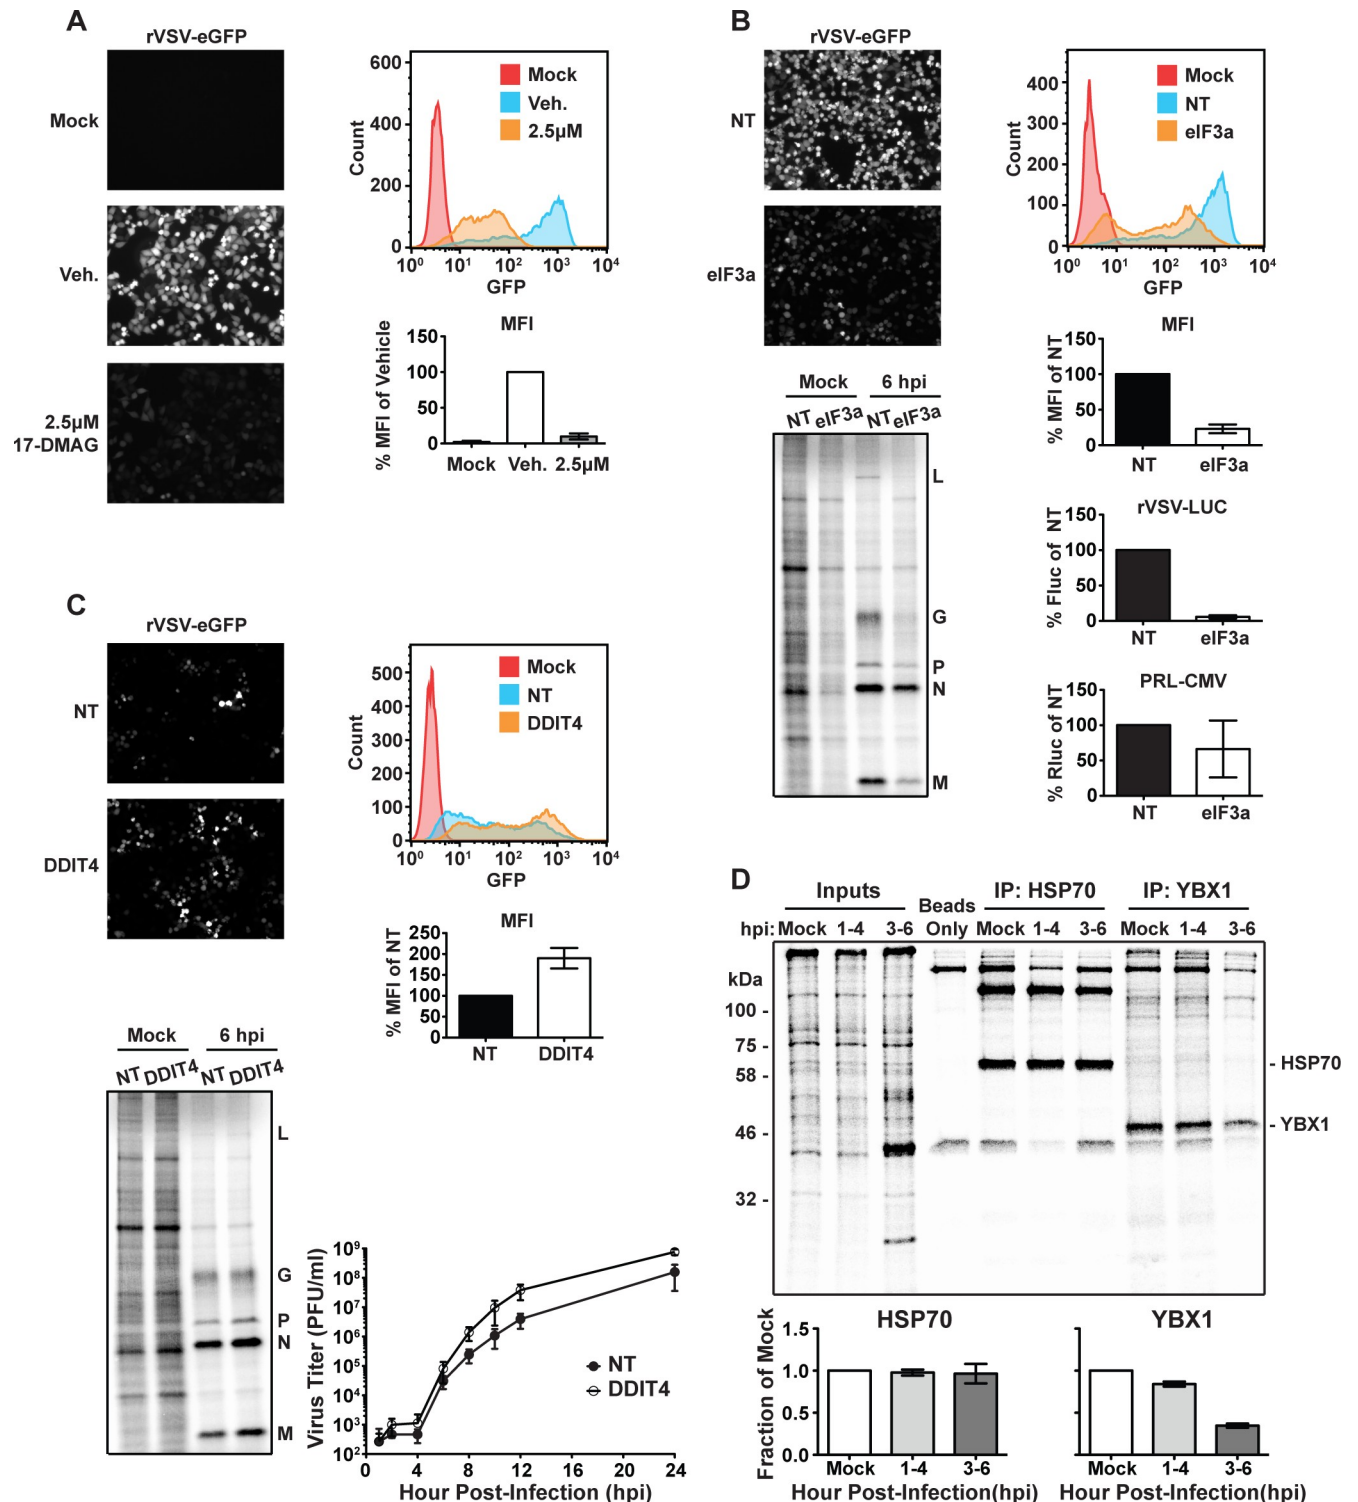 A
rVSV-eGFP
Mock
Veh.
2.5µM
17-DMAG
600
400
200
0
Count
Mock
Veh.
2.5µM
10⁰ 10¹ 10² 10³ 10⁴
GFP
MFI
% MFI of Vehicle
150
100
50
0
Mock Veh. 2.5µM
B
rVSV-eGFP
NT
eIF3a
400
300
200
100
0
Count
Mock
NT
eIF3a
10⁰ 10¹ 10² 10³ 10⁴
GFP
Mock 6 hpi
NT eIF3a NT eIF3a
L
G
P
N
M
MFI
% MFI of NT
150
100
50
0
NT eIF3a
rVSV-LUC
% Fluc of NT
150
100
50
0
NT eIF3a
PRL-CMV
% Rluc of NT
150
100
50
0
NT eIF3a
C
rVSV-eGFP
NT
DDIT4
500
400
300
200
100
0
Count
Mock
NT
DDIT4
10⁰ 10¹ 10² 10³ 10⁴
GFP
MFI
% MFI of NT
250
200
150
100
50
0
NT DDIT4
Mock 6 hpi
NT DDIT4 NT DDIT4
L
G
P
N
M
Virus Titer (PFU/ml)
10⁹
10⁸
10⁷
10⁶
10⁵
10⁴
10³
10²
NT
DDIT4
0 4 8 12 16 20 24
Hour Post-Infection (hpi)
D
Inputs Beads Only IP: HSP70 IP: YBX1
hpi: Mock 1-4 3-6 Mock 1-4 3-6 Mock 1-4 3-6
kDa
100 -
75 -
58 -
46 -
32 -
- HSP70
- YBX1
HSP70
Fraction of Mock
1.5
1.0
0.5
0.0
Mock 1-4 3-6
Hour Post-Infection(hpi)
YBX1
Mock 1-4 3-6
Hour Post-Infection(hpi)